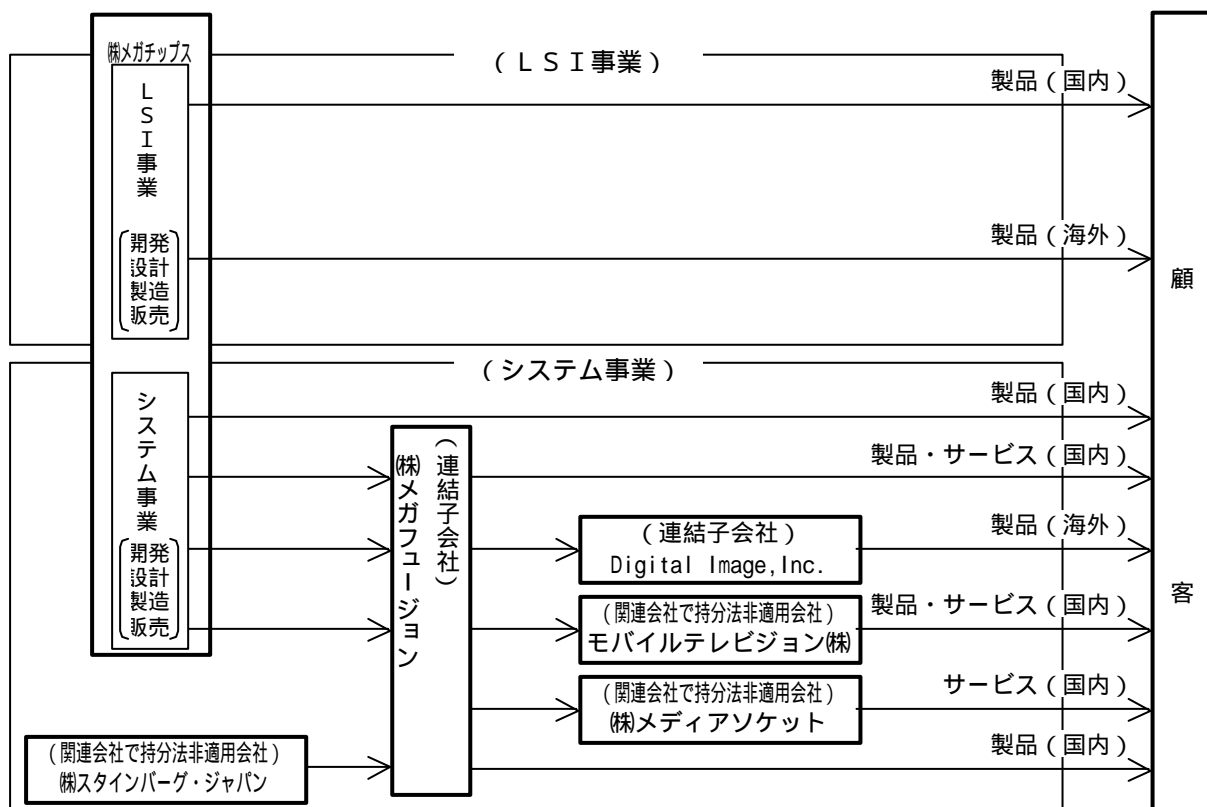 ㈱メガチップス
(ＬＳＩ事業)
製品(国内)
ＬＳＩ事業
製品(海外)
開発
設計
製造
販売
顧客
(システム事業)
製品(国内)
システム事業
(連結子会社)
㈱メガフュージョン
製品・サービス(国内)
製品(海外)
(連結子会社)
Digital Image,Inc.
開発
設計
製造
販売
製品・サービス(国内)
(関連会社で持分法非適用会社)
モバイルテレビジョン㈱
サービス(国内)
(関連会社で持分法非適用会社)
㈱メディアソケット
製品(国内)
(関連会社で持分法非適用会社)
㈱スタインバーグ・ジャパン